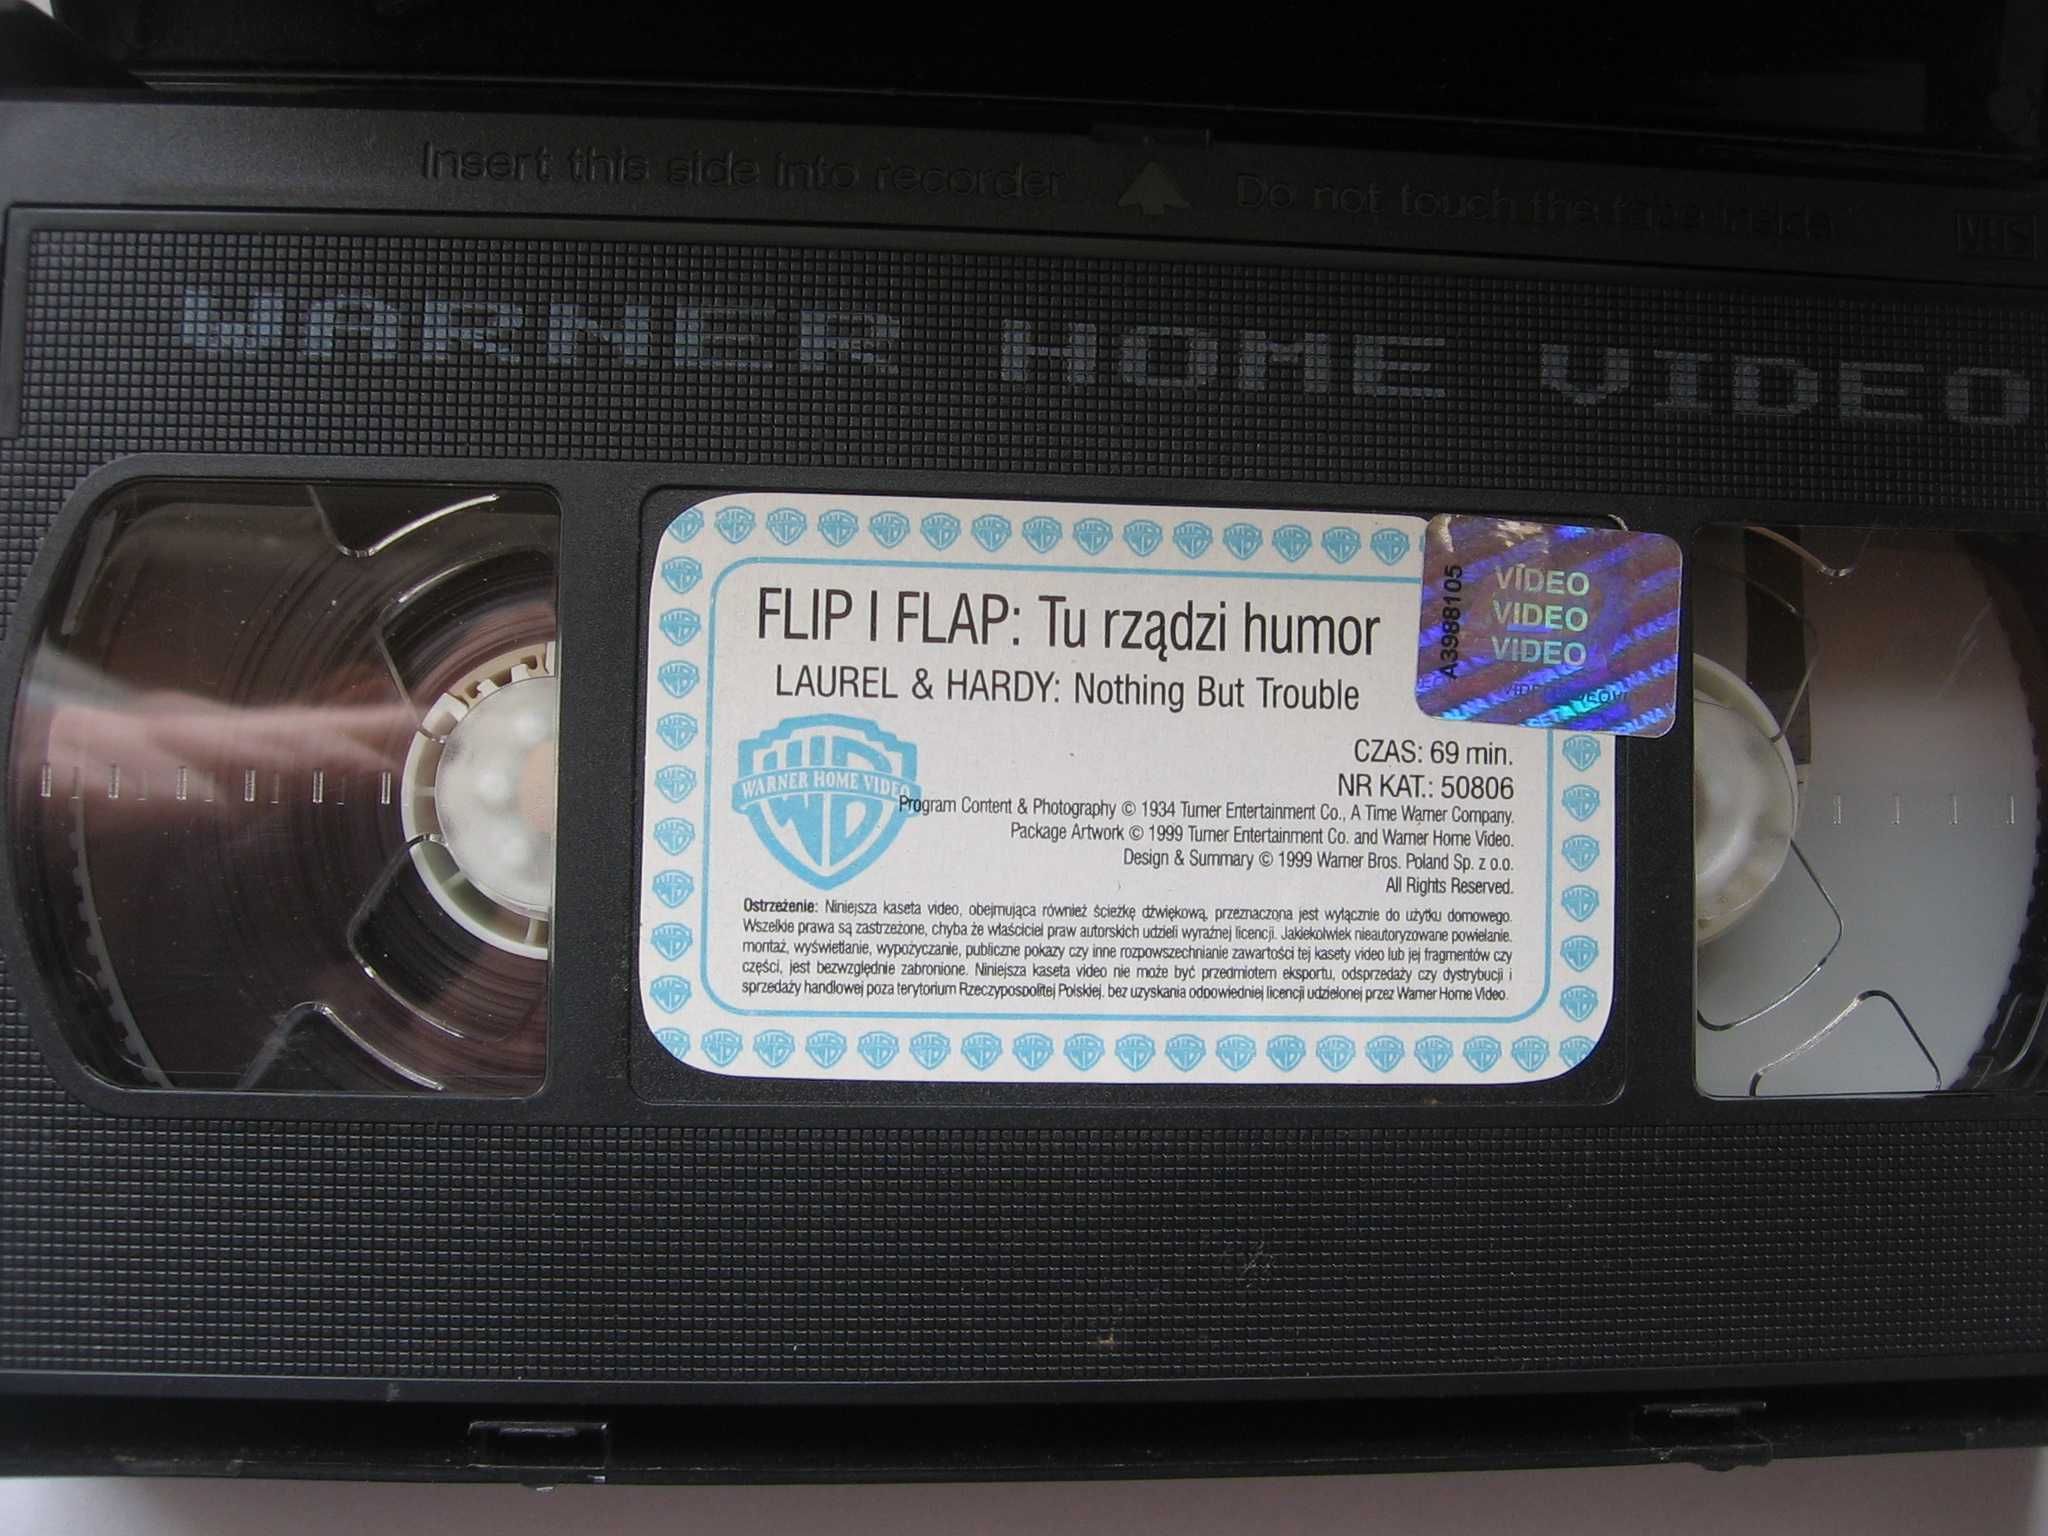 Insert this side into recorder
Do not touch the tape inside
VHS
WARNER HOME VIDEO
FLIP I FLAP: Tu rządzi humor
LAUREL & HARDY: Nothing But Trouble
A3988105
VIDEO
VIDEO
VIDEO
WARNER HOME VIDEO
CZAS: 69 min.
NR KAT.: 50806
Program Content & Photography © 1934 Turner Entertainment Co., A Time Warner Company.
Package Artwork © 1999 Turner Entertainment Co. and Warner Home Video.
Design & Summary © 1999 Warner Bros. Poland Sp. z o.o.
All Rights Reserved.
Ostrzeżenie: Niniejsza kaseta video, obejmująca również ścieżkę dźwiękową, przeznaczona jest wyłącznie do użytku domowego.
Wszelkie prawa są zastrzeżone, chyba że właściciel praw autorskich udzieli wyraźnej licencji. Jakiekolwiek nieautoryzowane powielanie,
montaż, wyświetlanie, wypożyczanie, publiczne pokazy czy inne rozpowszechnianie zawartości tej kasety video lub jej fragmentów czy
części, jest bezwzględnie zabronione. Niniejsza kaseta video nie może być przedmiotem eksportu, odsprzedaży czy dystrybucji i
sprzedaży handlowej poza terytorium Rzeczypospolitej Polskiej, bez uzyskania odpowiedniej licencji udzielonej przez Warner Home Video.